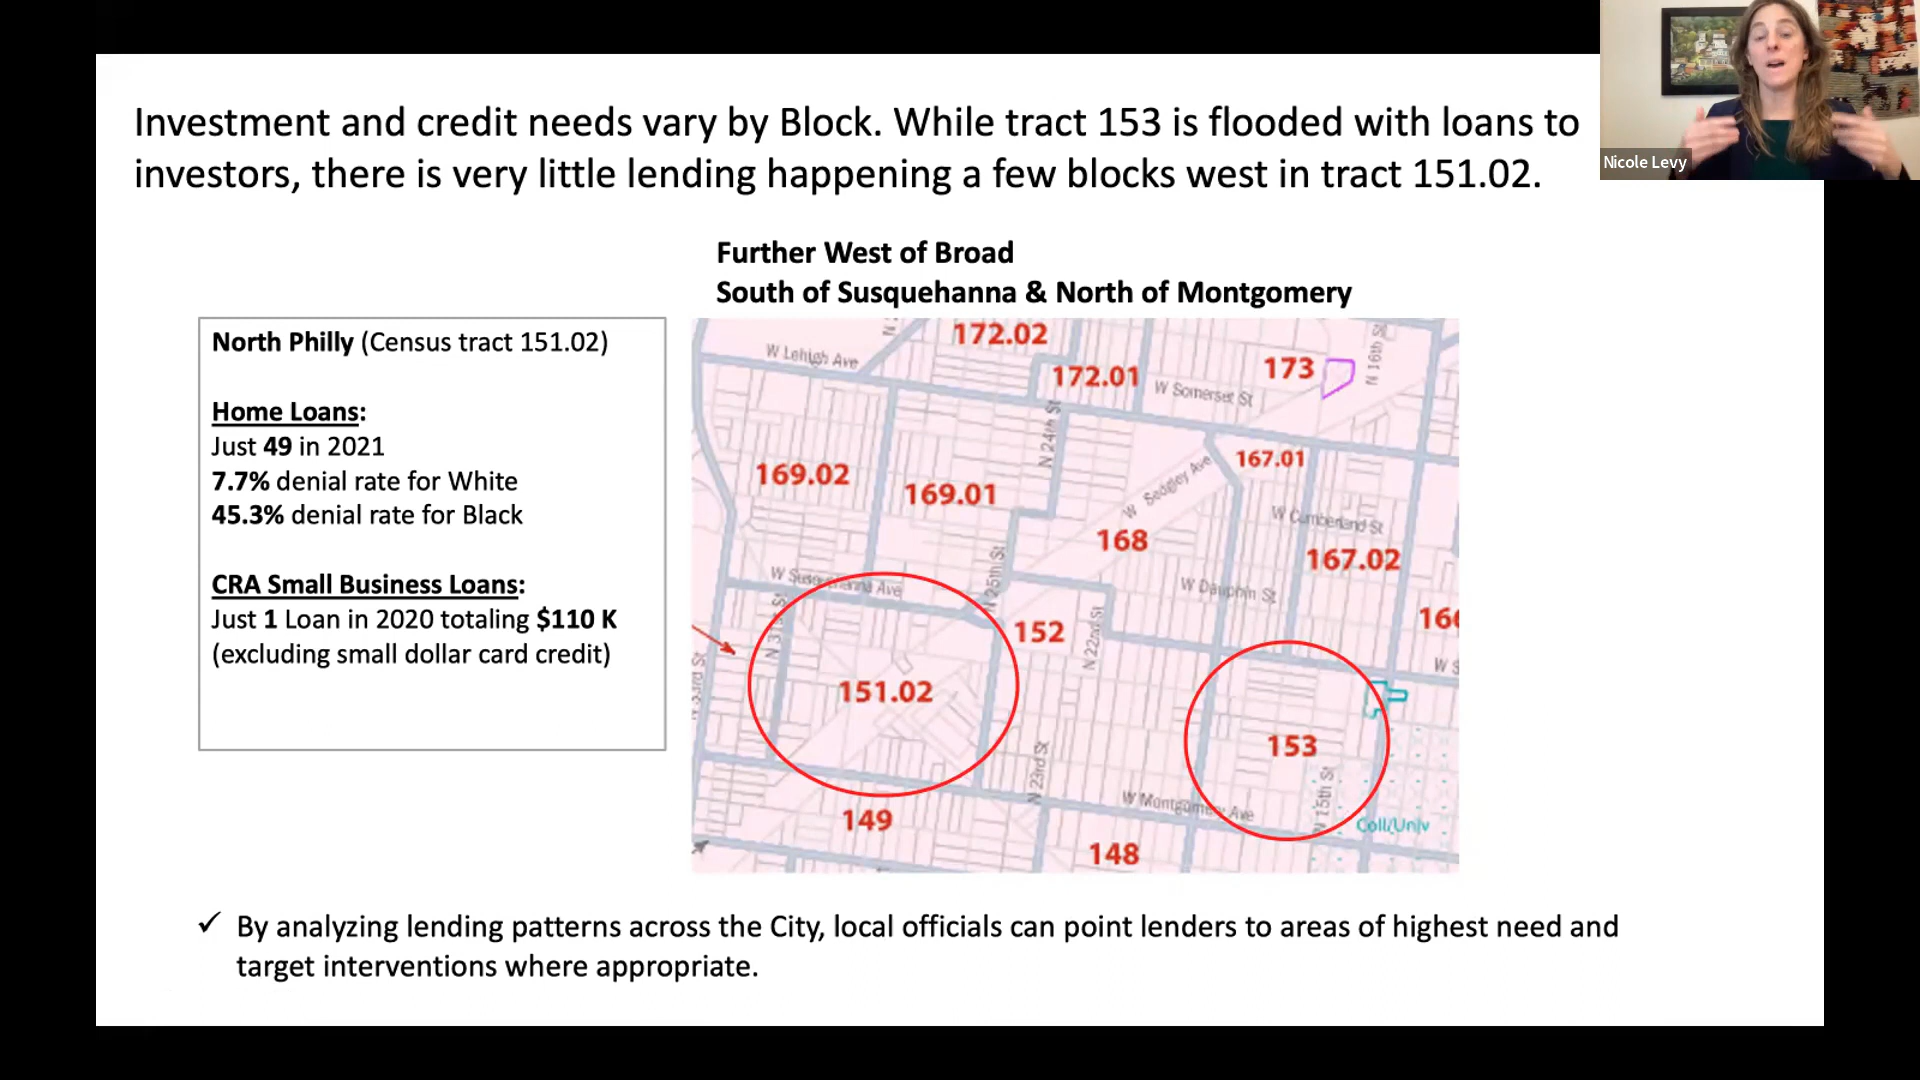 Investment and credit needs vary by Block. While tract 153 is flooded with loans to
investors, there is very little lending happening a few blocks west in tract 151.02.
Nicole Levy
Further West of Broad
South of Susquehanna & North of Montgomery
North Philly (Census tract 151.02)
Home Loans:
Just 49 in 2021
7.7% denial rate for White
45.3% denial rate for Black
CRA Small Business Loans:
Just 1 Loan in 2020 totaling $110 K
(excluding small dollar card credit)
172.02
W Lehigh Ave
172.01
173
N 16th St
W Somerset St
N 24th St
167.01
169.02
169.01
W Sedgley Ave
W Cumberland St
168
167.02
N 25th St
W Susquehanna Ave
W Dauphin St
N 31st St
152
N 22nd St
N 33rd St
151.02
153
N 23rd St
N 15th St
W Montgomery Ave
149
Coll/Univ
148
✓ By analyzing lending patterns across the City, local officials can point lenders to areas of highest need and
target interventions where appropriate.